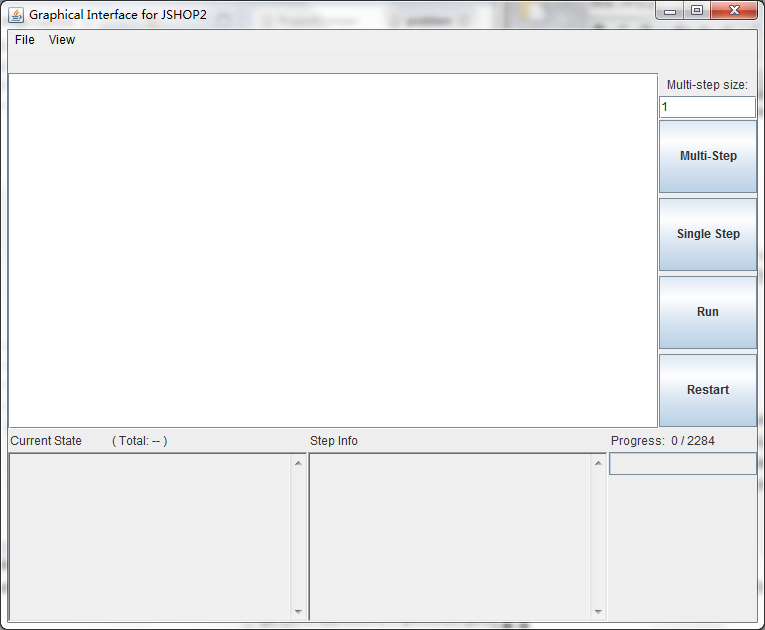 Graphical Interface for JSHOP2
File View
Multi-step size:
1
Multi-Step
Single Step
Run
Restart
Current State ( Total: -- )
Step Info
Progress: 0 / 2284